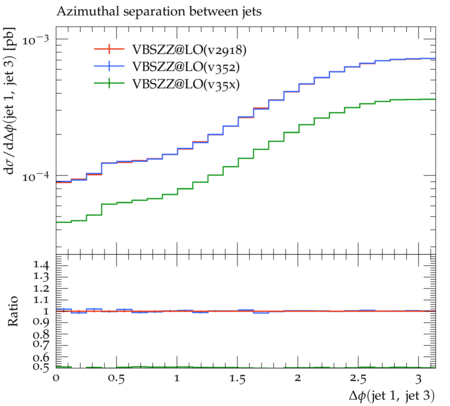 Azimuthal separation between jets
dσ/dΔϕ(jet 1, jet 3) [pb]
10⁻³
VBSZZ@LO(v2918)
VBSZZ@LO(v352)
VBSZZ@LO(v35x)
10⁻⁴
Ratio
1.4
1.3
1.2
1.1
1
0.9
0.8
0.7
0.6
0.5
0 0.5 1 1.5 2 2.5 3
Δϕ(jet 1, jet 3)